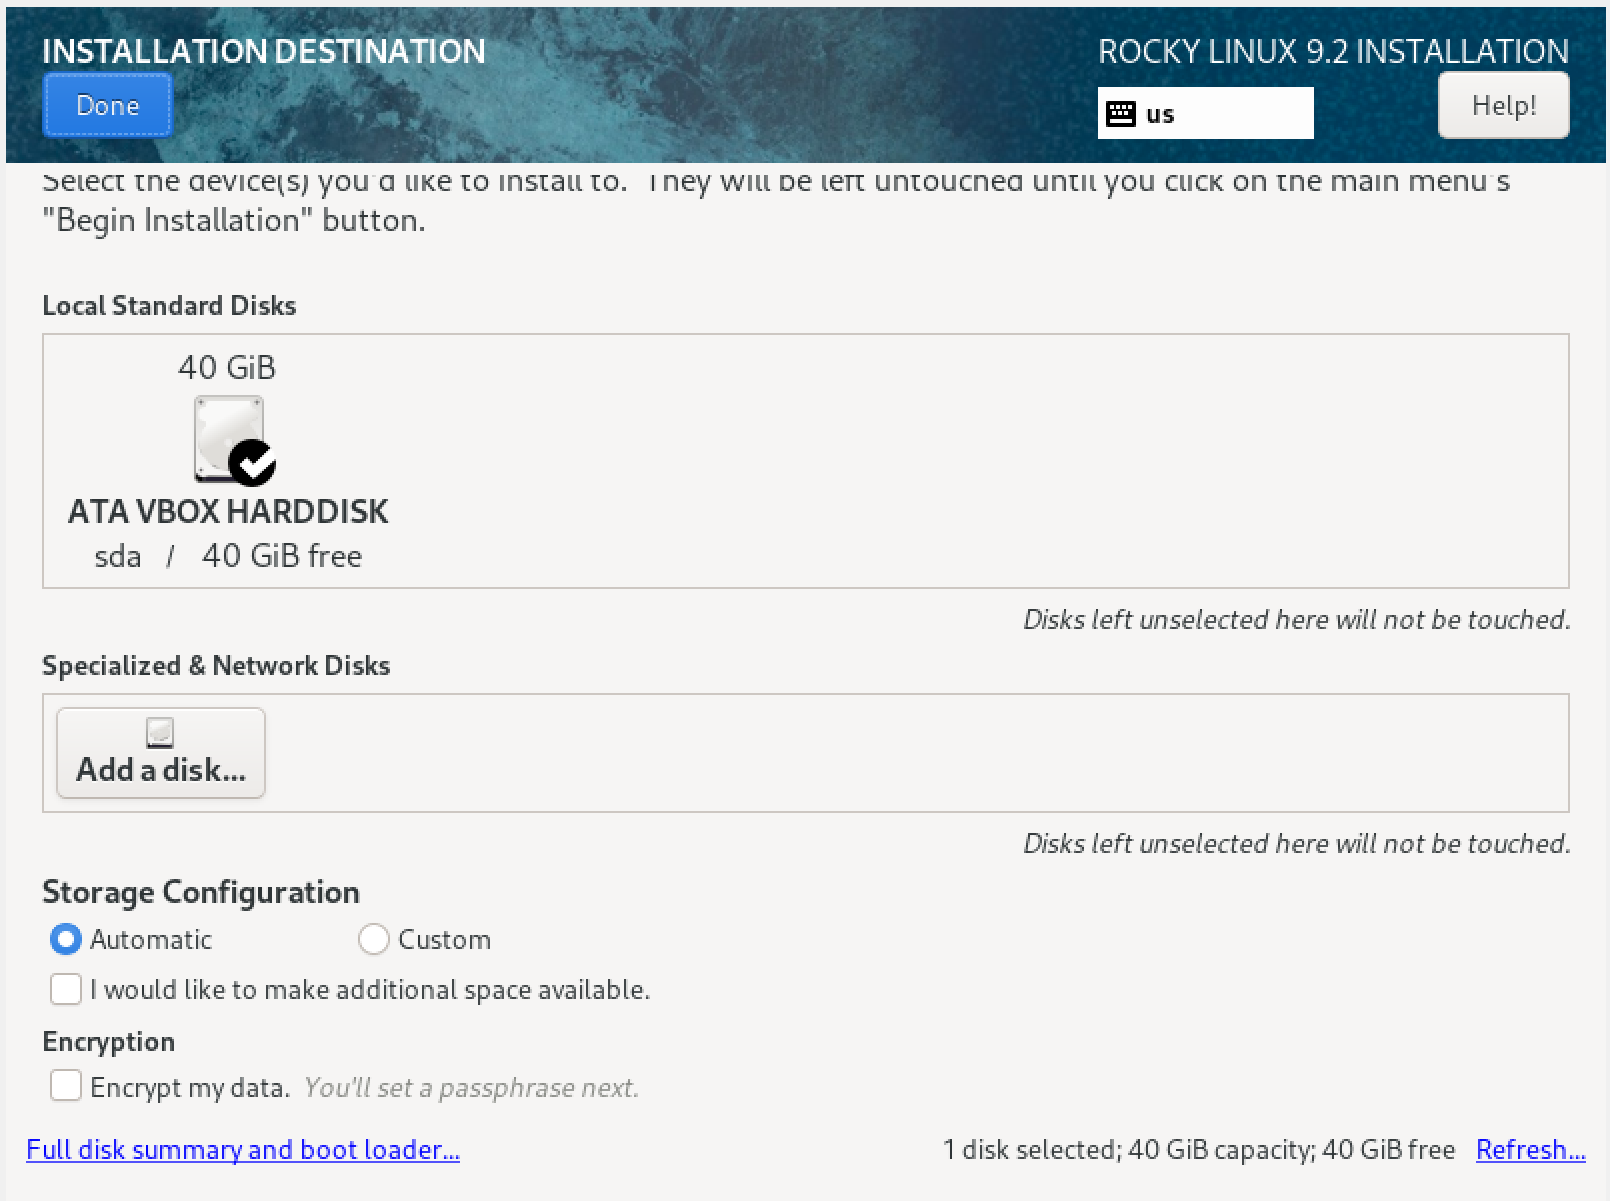 INSTALLATION DESTINATION
ROCKY LINUX 9.2 INSTALLATION
Done
us
Help!
Select the device(s) you'd like to install to.  They will be left untouched until you click on the main menu's
"Begin Installation" button.
Local Standard Disks
40 GiB
ATA VBOX HARDDISK
sda / 40 GiB free
Disks left unselected here will not be touched.
Specialized & Network Disks
Add a disk...
Disks left unselected here will not be touched.
Storage Configuration
Automatic
Custom
I would like to make additional space available.
Encryption
Encrypt my data. You'll set a passphrase next.
Full disk summary and boot loader...
1 disk selected; 40 GiB capacity; 40 GiB free
Refresh...